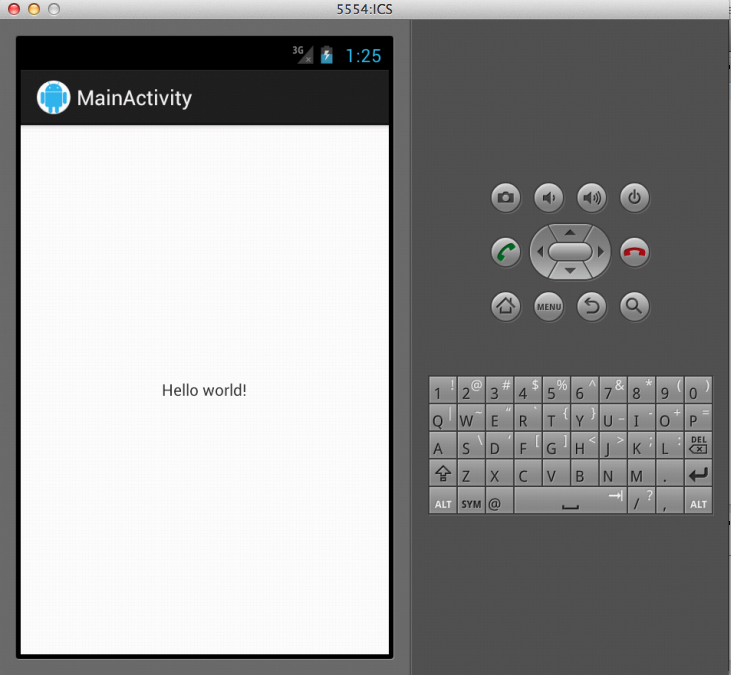 5554:ICS
3G 1:25
MainActivity
Hello world!
MENU
1 ! 2 @ 3 # 4 $ 5 % 6 ^ 7 & 8 * 9 ( 0 )
Q | W ~ E “ R ` T { Y } U _ I - O + P =
A S \ D ‘ F [ G ] H < J > K ; L : DEL
Z X C V B N M .
ALT SYM @ / ? , ALT